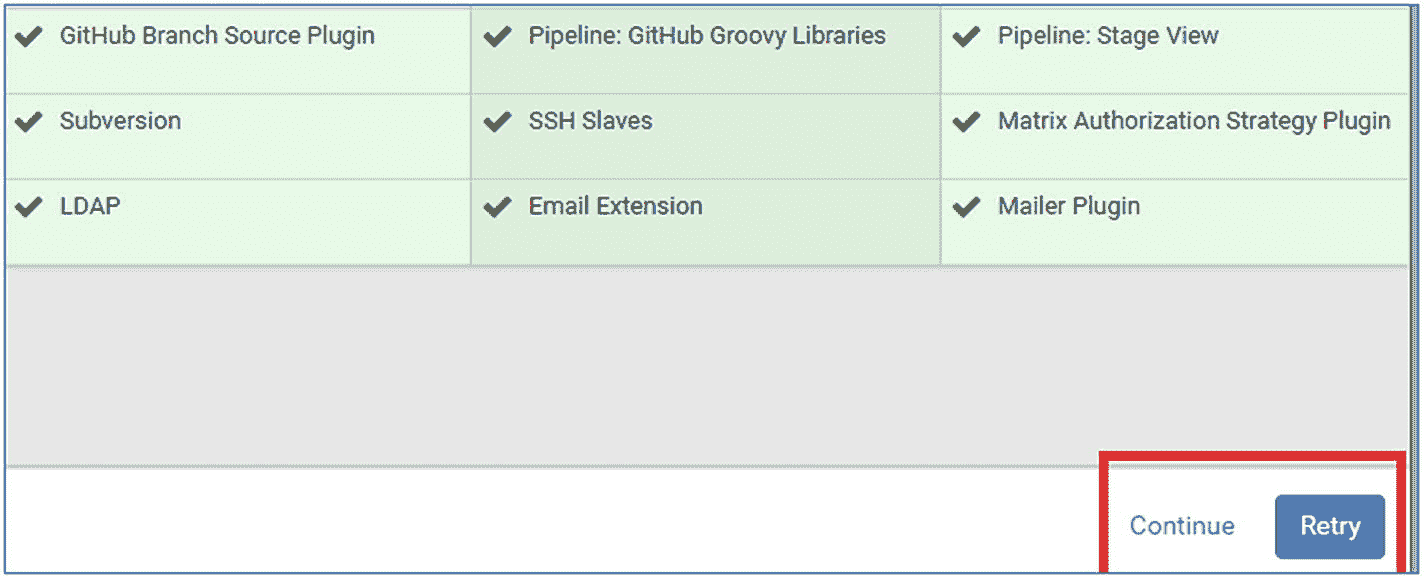 GitHub Branch Source Plugin
Pipeline: GitHub Groovy Libraries
Pipeline: Stage View
Subversion
SSH Slaves
Matrix Authorization Strategy Plugin
LDAP
Email Extension
Mailer Plugin
Continue
Retry